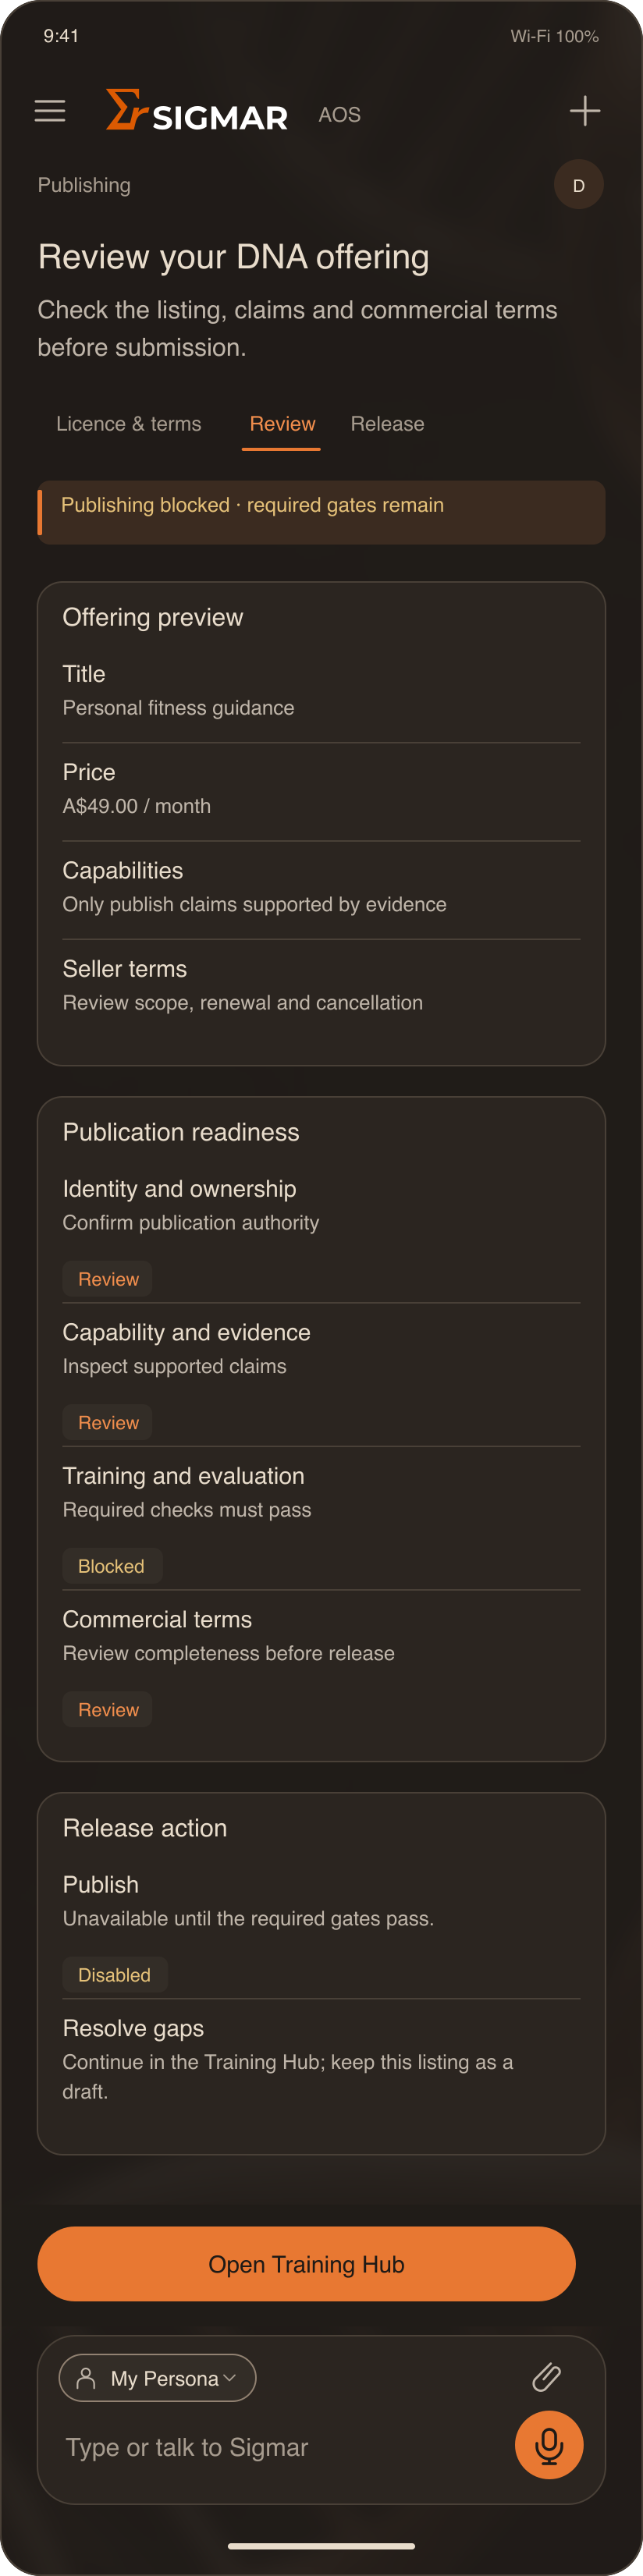 9:41
Wi-Fi 100%
Σr SIGMAR AOS
Publishing
D
Review your DNA offering
Check the listing, claims and commercial terms
before submission.
Licence & terms
Review
Release
Publishing blocked · required gates remain
Offering preview
Title
Personal fitness guidance
Price
A$49.00 / month
Capabilities
Only publish claims supported by evidence
Seller terms
Review scope, renewal and cancellation
Publication readiness
Identity and ownership
Confirm publication authority
Review
Capability and evidence
Inspect supported claims
Review
Training and evaluation
Required checks must pass
Blocked
Commercial terms
Review completeness before release
Review
Release action
Publish
Unavailable until the required gates pass.
Disabled
Resolve gaps
Continue in the Training Hub; keep this listing as a
draft.
Open Training Hub
My Persona
Type or talk to Sigmar